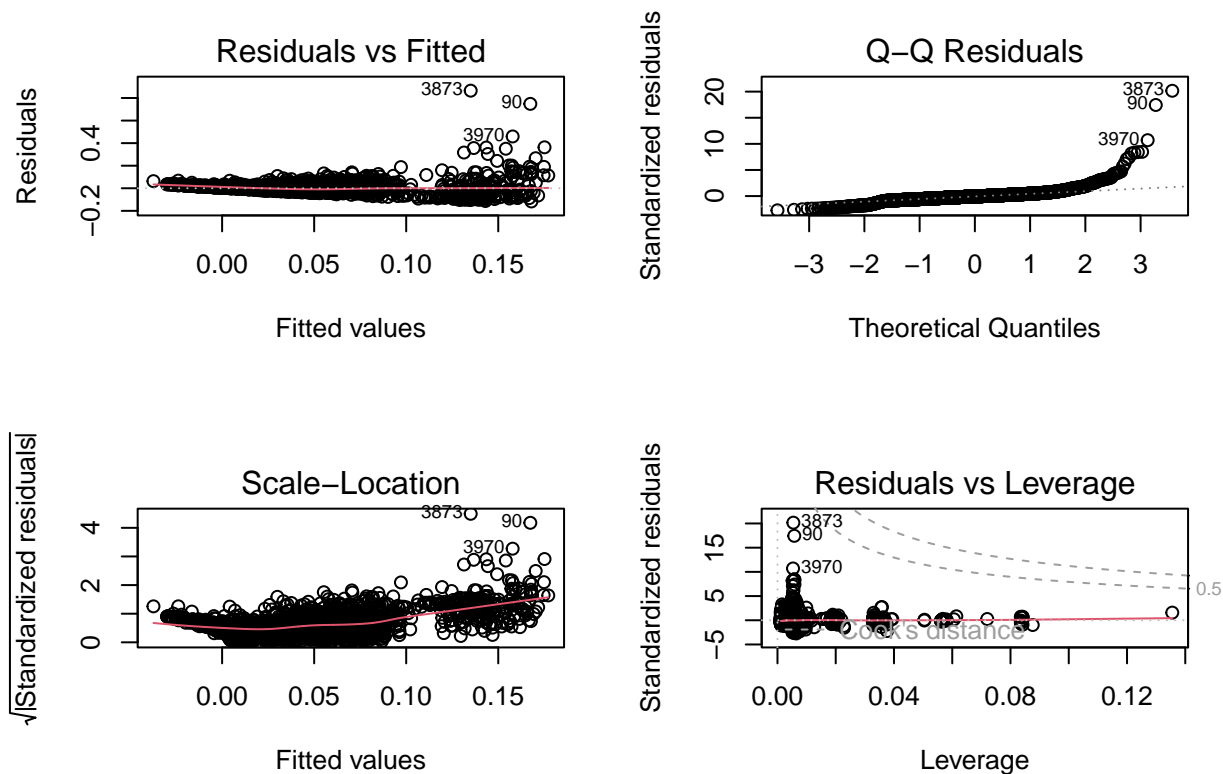 Residuals vs Fitted
Residuals
−0.2
0.4
3873
90
3970
0.00 0.05 0.10 0.15
Fitted values
Q−Q Residuals
Standardized residuals
0 10 20
3873
90
3970
−3 −2 −1 0 1 2 3
Theoretical Quantiles
Scale−Location
√|Standardized residuals|
0 2 4
3873
90
3970
0.00 0.05 0.10 0.15
Fitted values
Residuals vs Leverage
Standardized residuals
−5 5 15
3873
90
3970
0.5
Cook's distance
0.00 0.04 0.08 0.12
Leverage